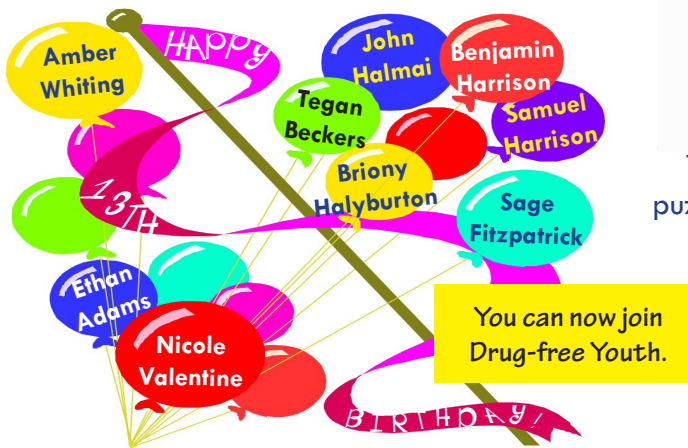 HAPPY
13TH
BIRTHDAY!
Amber
Whiting
John
Halmai
Benjamin
Harrison
Tegan
Beckers
Samuel
Harrison
Briony
Halyburton
Sage
Fitzpatrick
Ethan
Adams
Nicole
Valentine
You can now join
Drug-free Youth.